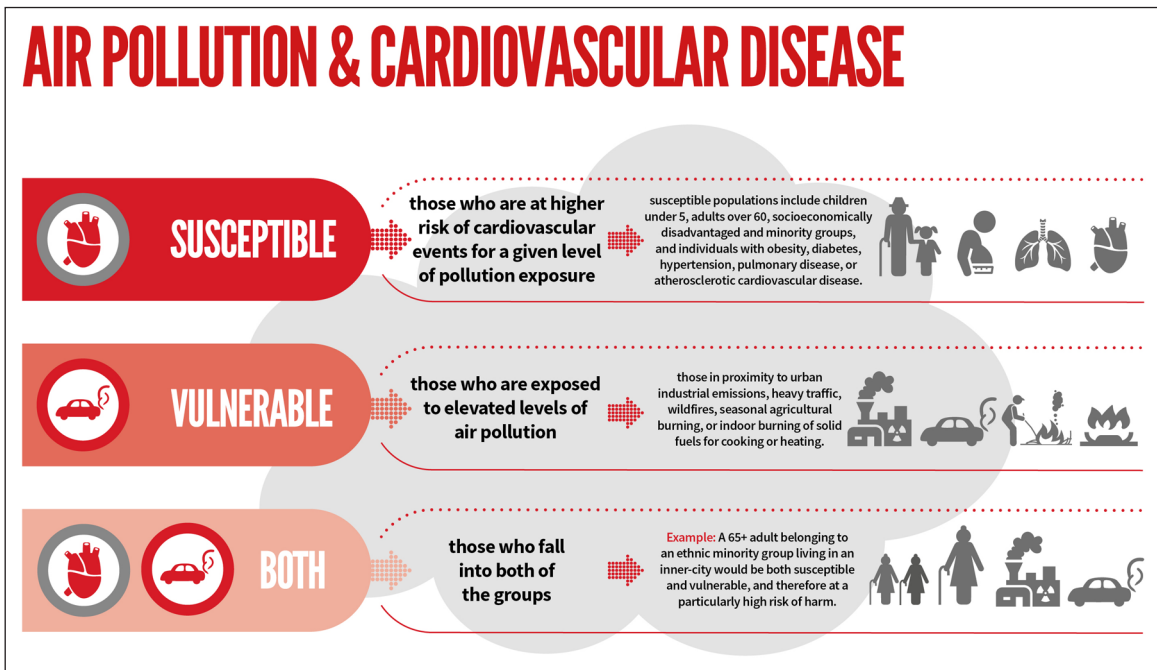 AIR POLLUTION & CARDIOVASCULAR DISEASE
SUSCEPTIBLE
those who are at higher
risk of cardiovascular
events for a given level
of pollution exposure
susceptible populations include children
under 5, adults over 60, socioeconomically
disadvantaged and minority groups,
and individuals with obesity, diabetes,
hypertension, pulmonary disease, or
atherosclerotic cardiovascular disease.
VULNERABLE
those who are exposed
to elevated levels of
air pollution
those in proximity to urban
industrial emissions, heavy traffic,
wildfires, seasonal agricultural
burning, or indoor burning of solid
fuels for cooking or heating.
BOTH
those who fall
into both of
the groups
Example: A 65+ adult belonging to
an ethnic minority group living in an
inner-city would be both susceptible
and vulnerable, and therefore at a
particularly high risk of harm.